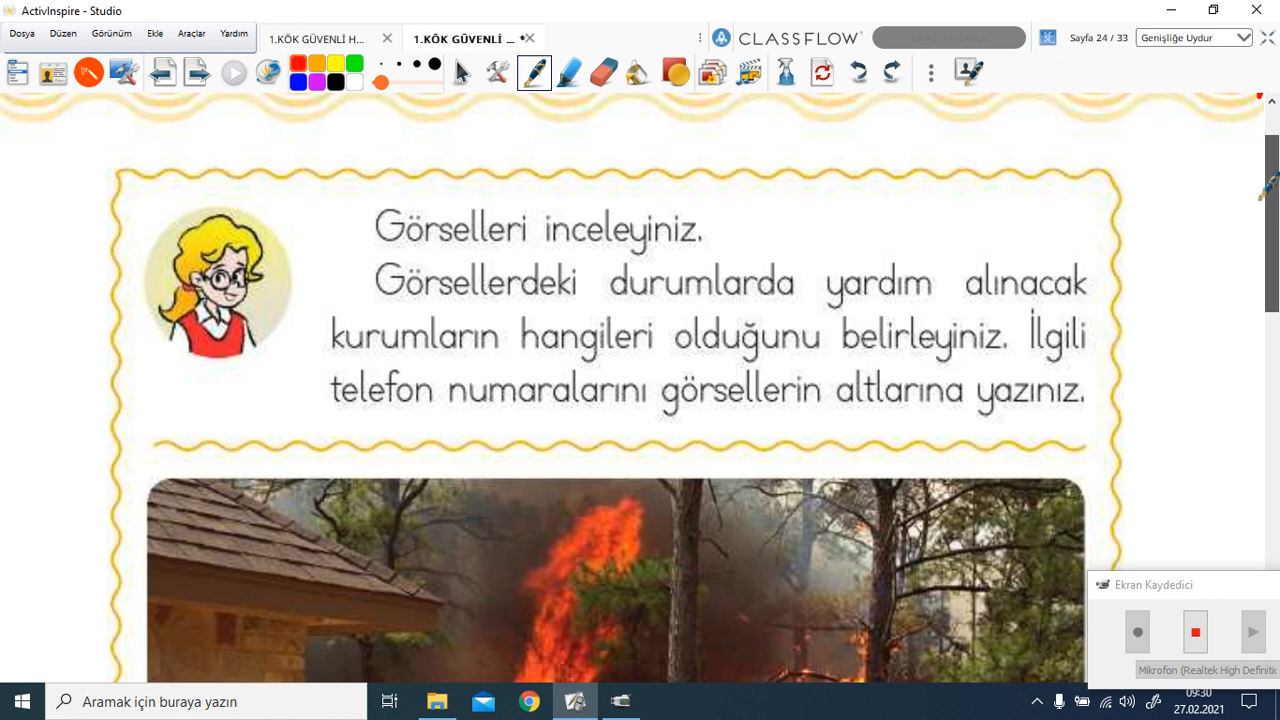 ActivInspire - Studio
Dosya Düzen Görünüm Ekle Araçlar Yardım
1.KÖK GÜVENLİ H...
1.KÖK GÜVENLİ ... *
CLASSFLOW
Sayfa 24 / 33
Genişliğe Uydur
Görselleri inceleyiniz.
Görsellerdeki durumlarda yardım alınacak
kurumların hangileri olduğunu belirleyiniz. İlgili
telefon numaralarını görsellerin altlarına yazınız.
Ekran Kaydedici
Mikrofon (Realtek High Definitic
Aramak için buraya yazın
09:30
27.02.2021